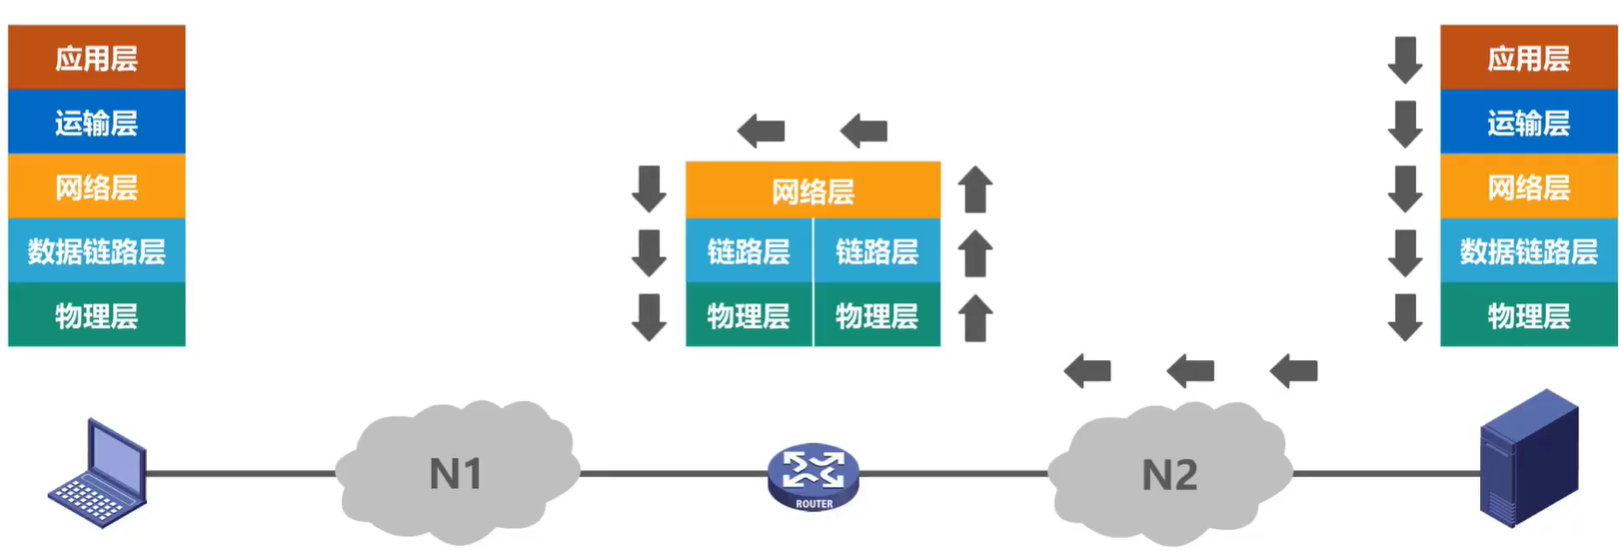 应用层
运输层
网络层
数据链路层
物理层
网络层
链路层 链路层
物理层 物理层
应用层
运输层
网络层
数据链路层
物理层
N1
ROUTER
N2